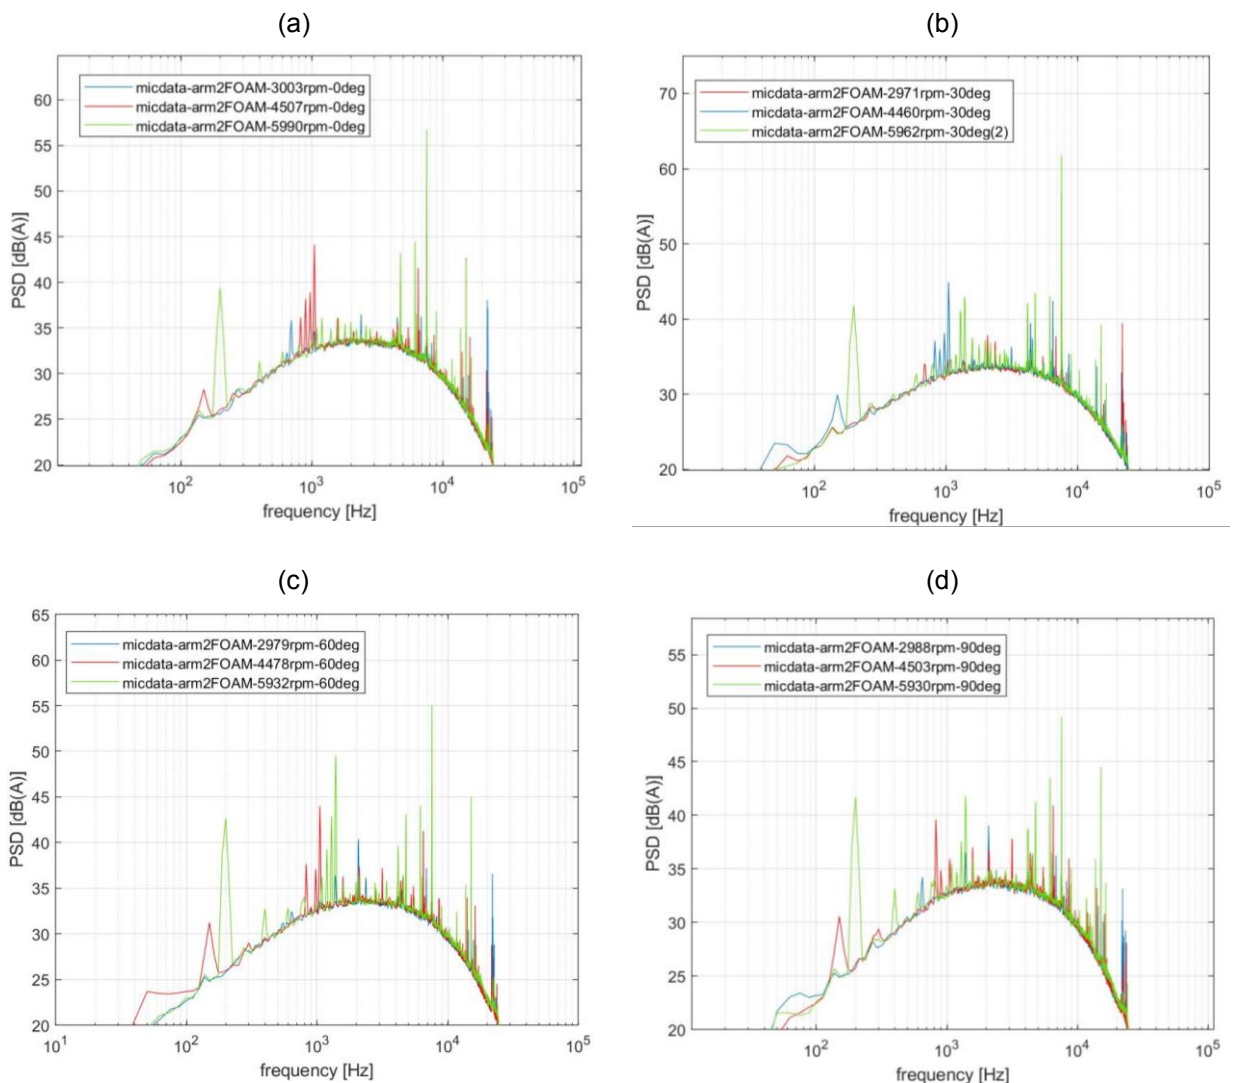 (a)
micdata-arm2FOAM-3003rpm-0deg
micdata-arm2FOAM-4507rpm-0deg
micdata-arm2FOAM-5990rpm-0deg
60
55
50
45
40
35
30
25
20
PSD [dB(A)]
10^2
10^3
10^4
10^5
frequency [Hz]
(b)
micdata-arm2FOAM-2971rpm-30deg
micdata-arm2FOAM-4460rpm-30deg
micdata-arm2FOAM-5962rpm-30deg(2)
70
60
50
40
30
20
PSD [dB(A)]
10^2
10^3
10^4
10^5
frequency [Hz]
(c)
micdata-arm2FOAM-2979rpm-60deg
micdata-arm2FOAM-4478rpm-60deg
micdata-arm2FOAM-5932rpm-60deg
65
60
55
50
45
40
35
30
25
20
PSD [dB(A)]
10^1
10^2
10^3
10^4
10^5
frequency [Hz]
(d)
micdata-arm2FOAM-2988rpm-90deg
micdata-arm2FOAM-4503rpm-90deg
micdata-arm2FOAM-5930rpm-90deg
55
50
45
40
35
30
25
20
PSD [dB(A)]
10^2
10^3
10^4
10^5
frequency [Hz]